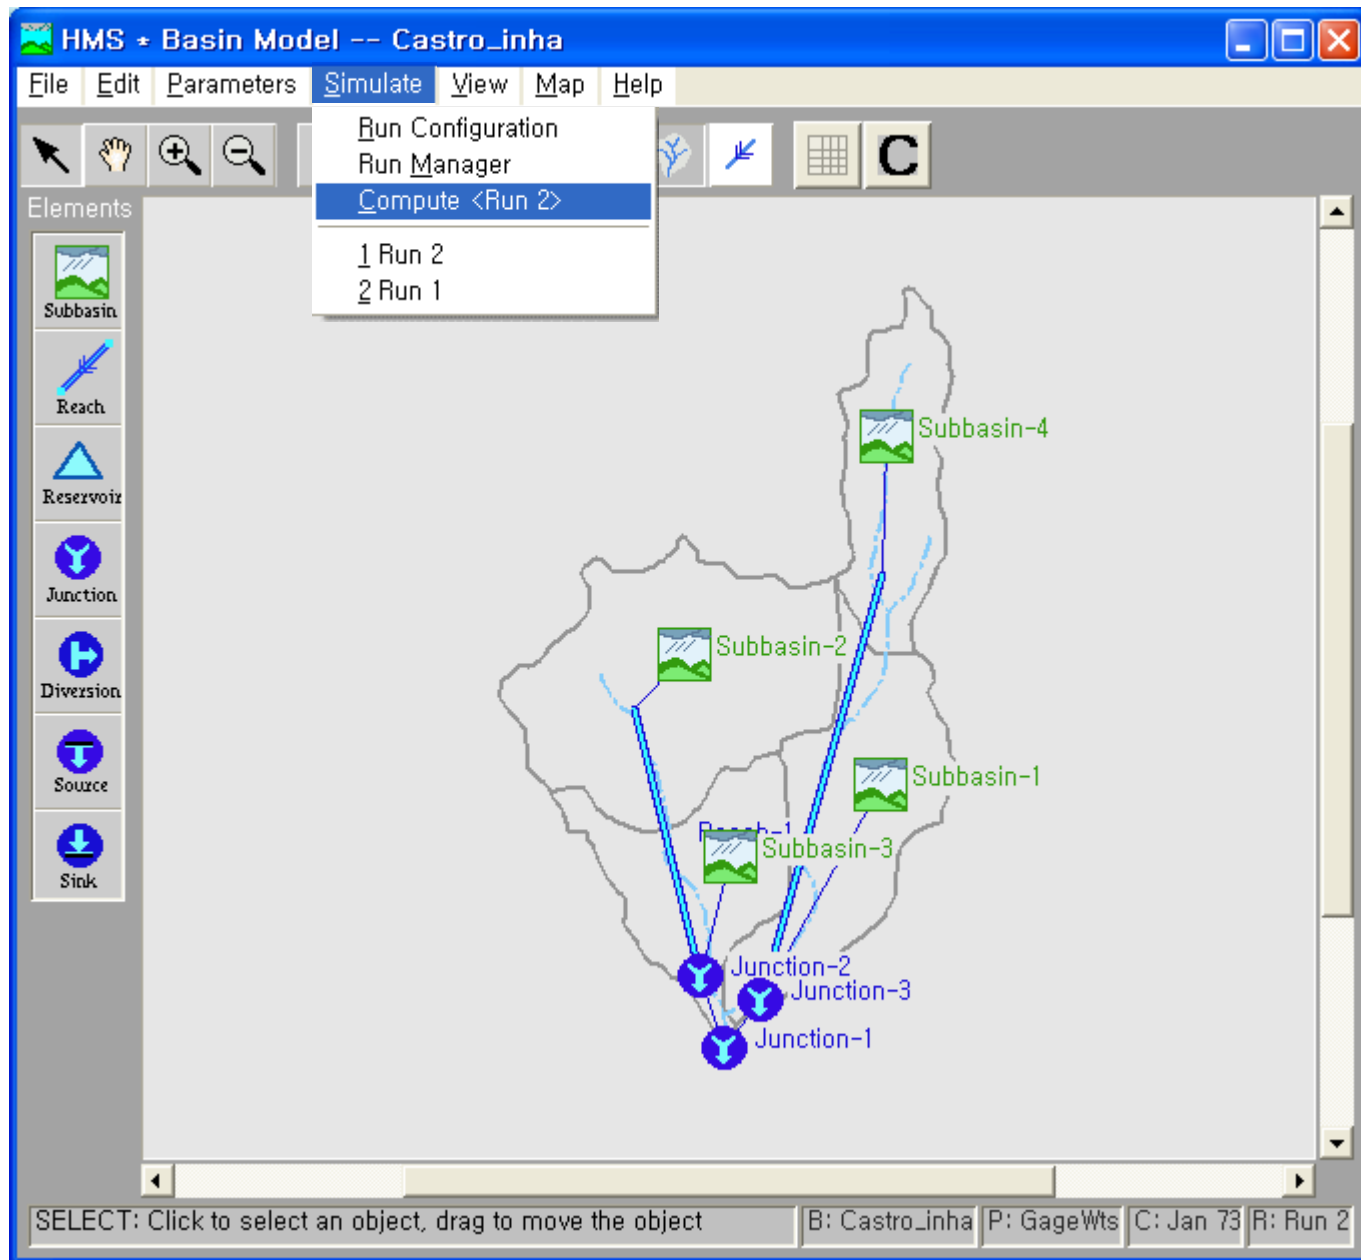 HMS * Basin Model -- Castro_inha
File Edit Parameters Simulate View Map Help
Run Configuration
Run Manager
Compute <Run 2>
1 Run 2
2 Run 1
C
Elements
Subbasin
Reach
Reservoir
Junction
Diversion
Source
Sink
Subbasin-4
Subbasin-2
Subbasin-1
Subbasin-3
Junction-2
Junction-3
Junction-1
SELECT: Click to select an object, drag to move the object B: Castro_inha P: GageWts C: Jan 73 R: Run 2